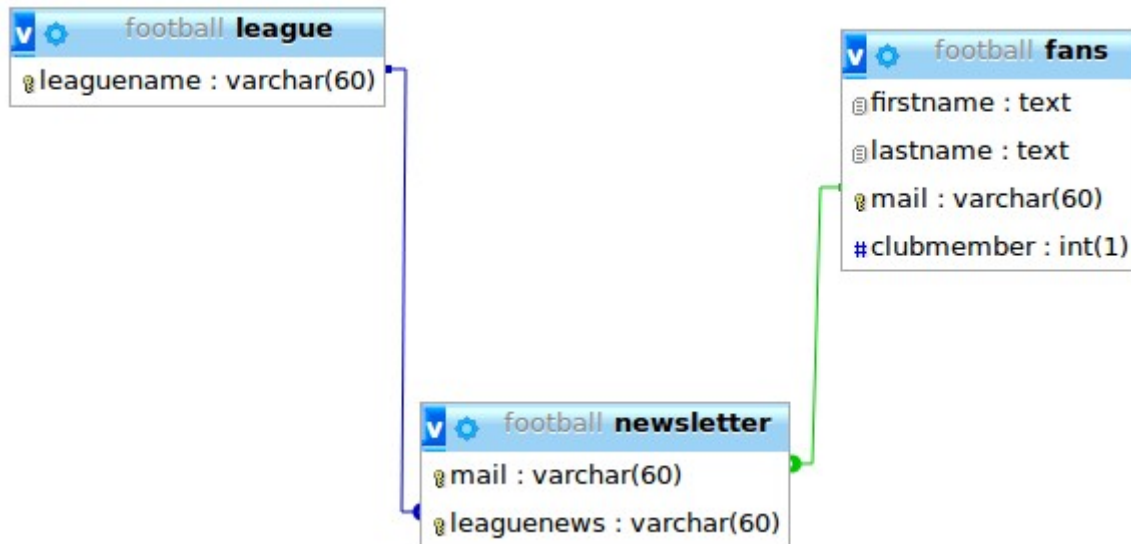 v football league
leaguename : varchar(60)
v football fans
firstname : text
lastname : text
mail : varchar(60)
# clubmember : int(1)
v football newsletter
mail : varchar(60)
leaguenews : varchar(60)